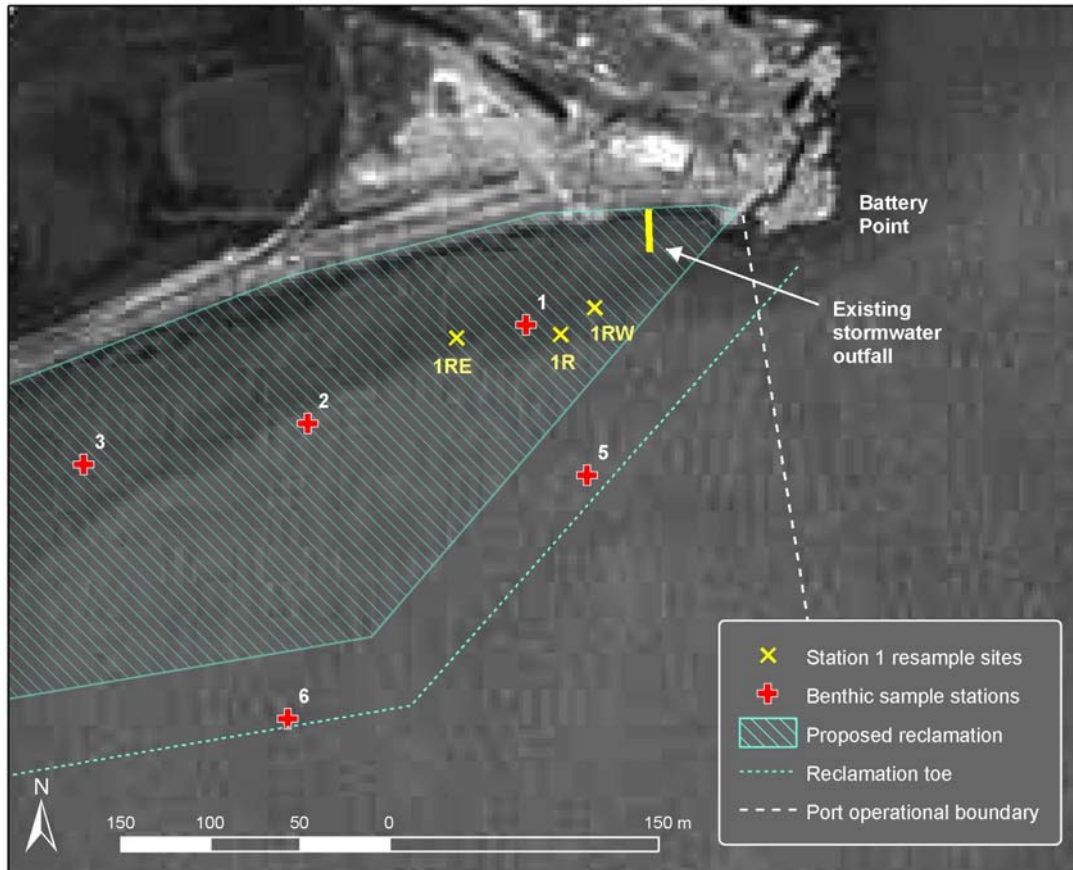 Battery
Point
Existing
stormwater
outfall
1
1RW
1RE
1R
2
3
5
6
Station 1 resample sites
Benthic sample stations
Proposed reclamation
Reclamation toe
Port operational boundary
N
150 100 50 0 150 m